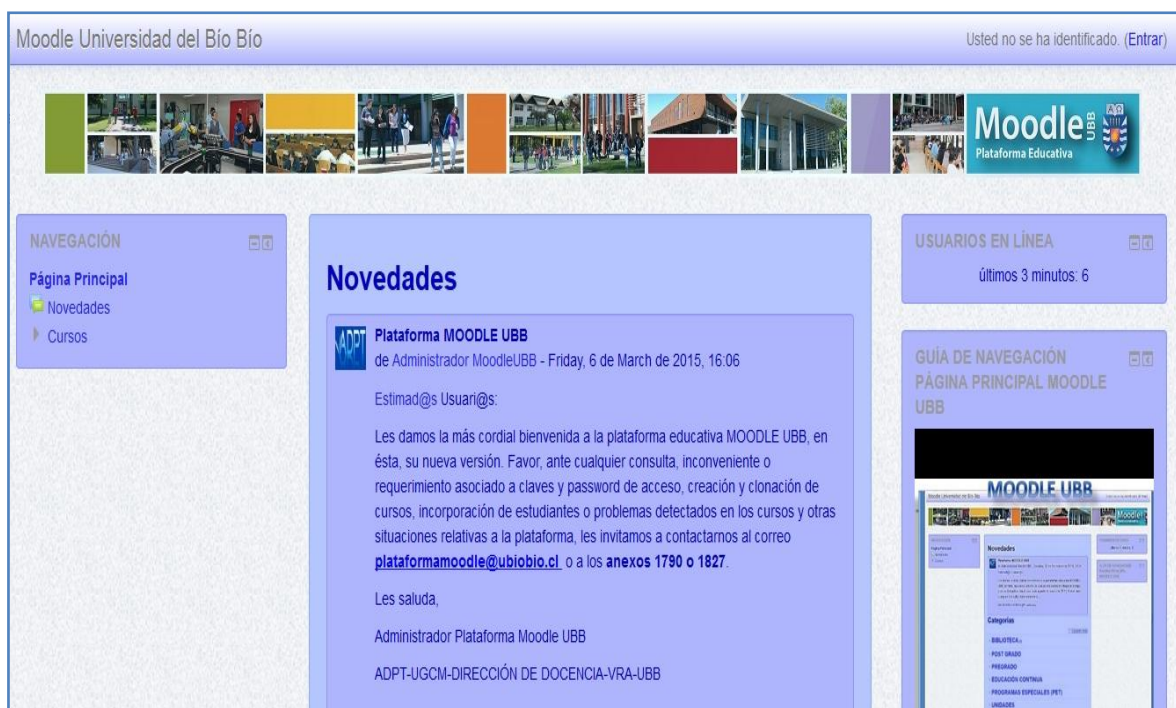 Moodle Universidad del Bío Bío
Usted no se ha identificado. (Entrar)
Moodle UBB
Plataforma Educativa
NAVEGACIÓN
Página Principal
Novedades
Cursos
Novedades
ADPT
Plataforma MOODLE UBB
de Administrador MoodleUBB - Friday, 6 de March de 2015, 16:06
Estimad@s Usuari@s:
Les damos la más cordial bienvenida a la plataforma educativa MOODLE UBB, en
ésta, su nueva versión. Favor, ante cualquier consulta, inconveniente o
requerimiento asociado a claves y password de acceso, creación y clonación de
cursos, incorporación de estudiantes o problemas detectados en los cursos y otras
situaciones relativas a la plataforma, les invitamos a contactarnos al correo
plataformamoodle@ubiobio.cl o a los anexos 1790 o 1827.
Les saluda,
Administrador Plataforma Moodle UBB
ADPT-UGCM-DIRECCIÓN DE DOCENCIA-VRA-UBB
USUARIOS EN LÍNEA
últimos 3 minutos: 6
GUÍA DE NAVEGACIÓN
PÁGINA PRINCIPAL MOODLE
UBB
MOODLE UBB
Moodle
Novedades
Categorías
BIBLIOTECA
POST GRADO
PREGRADO
EDUCACIÓN CONTINUA
PROGRAMAS ESPECIALES (PET)
UNIDADES